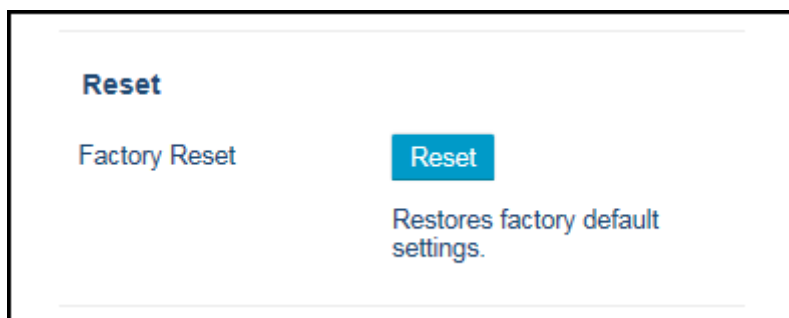 Reset
Factory Reset
Reset
Restores factory default
settings.